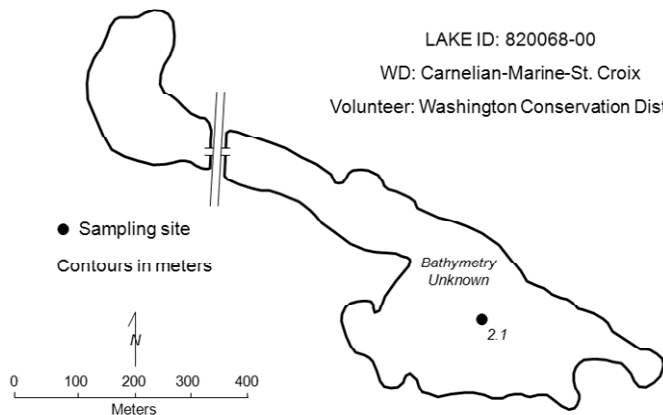 LAKE ID: 820068-00
WD: Carnelian-Marine-St. Croix
Volunteer: Washington Conservation Dist
Sampling site
Contours in meters
Bathymetry
Unknown
2.1
N
0 100 200 300 400
Meters